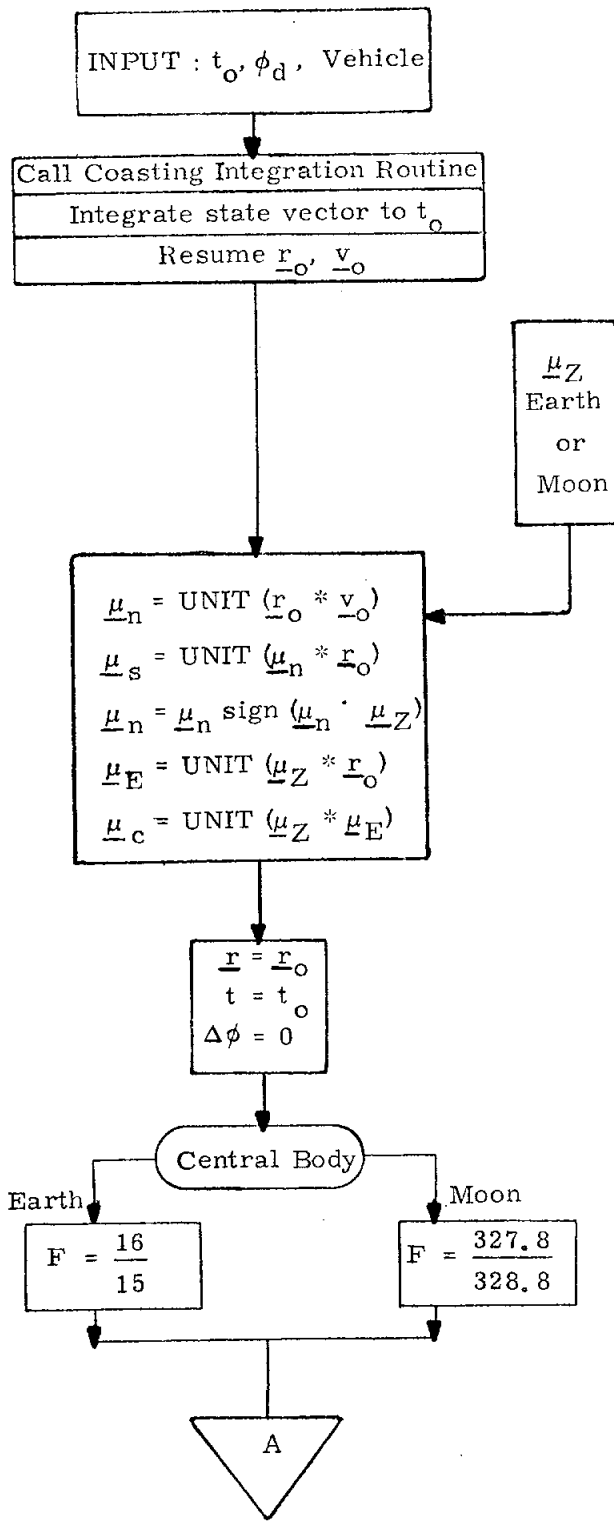 INPUT : t_o, ϕ_d, Vehicle
Call Coasting Integration Routine
Integrate state vector to t_o
Resume r_o, v_o
μ_Z
Earth
or
Moon
μ_n = UNIT (r_o * v_o)
μ_s = UNIT (μ_n * r_o)
μ_n = μ_n sign (μ_n · μ_Z)
μ_E = UNIT (μ_Z * r_o)
μ_c = UNIT (μ_Z * μ_E)
r = r_o
t = t_o
Δϕ = 0
Central Body
Earth
Moon
F = 16/15
F = 327.8/328.8
A